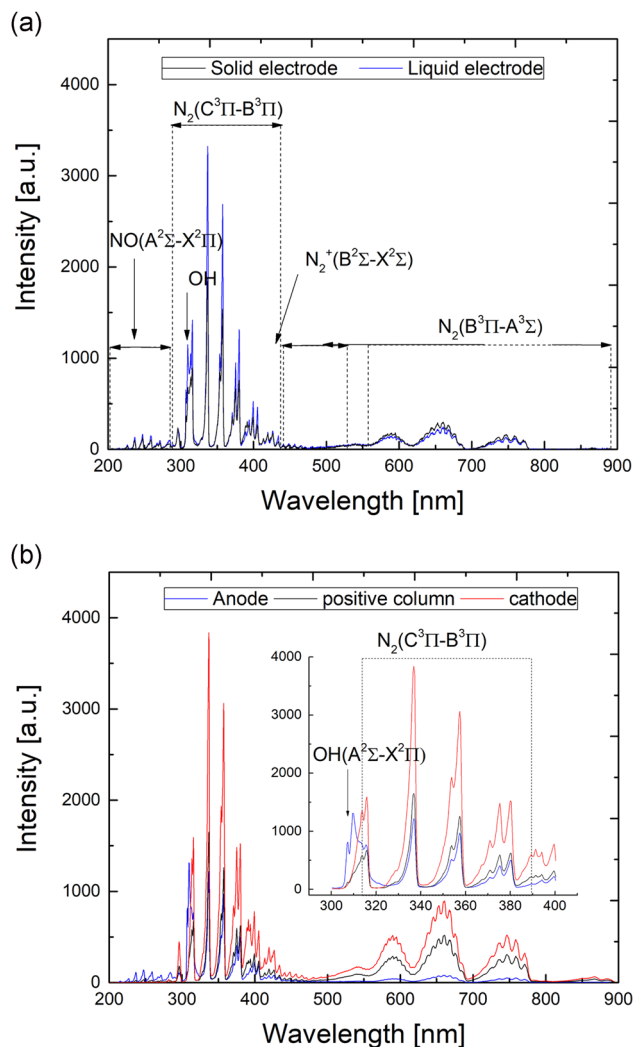 (a)
Solid electrode Liquid electrode
N₂(C³Π-B³Π)
NO(A²Σ-X²Π)
OH
N₂⁺(B²Σ-X²Σ)
N₂(B³Π-A³Σ)
Intensity [a.u.]
4000
3000
2000
1000
0
200 300 400 500 600 700 800 900
Wavelength [nm]
(b)
Anode positive column cathode
N₂(C³Π-B³Π)
OH(A²Σ-X²Π)
4000
3000
2000
1000
0
300 320 340 360 380 400
Intensity [a.u.]
4000
3000
2000
1000
0
200 300 400 500 600 700 800 900
Wavelength [nm]